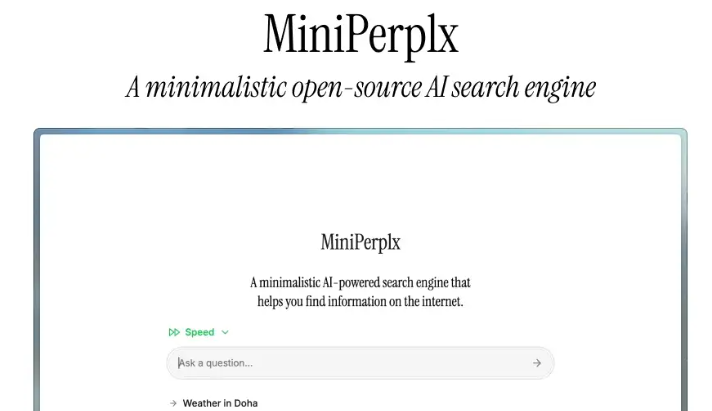 MiniPerplx
A minimalistic open-source AI search engine
MiniPerplx
A minimalistic AI-powered search engine that
helps you find information on the internet.
Speed
Ask a question...
Weather in Doha